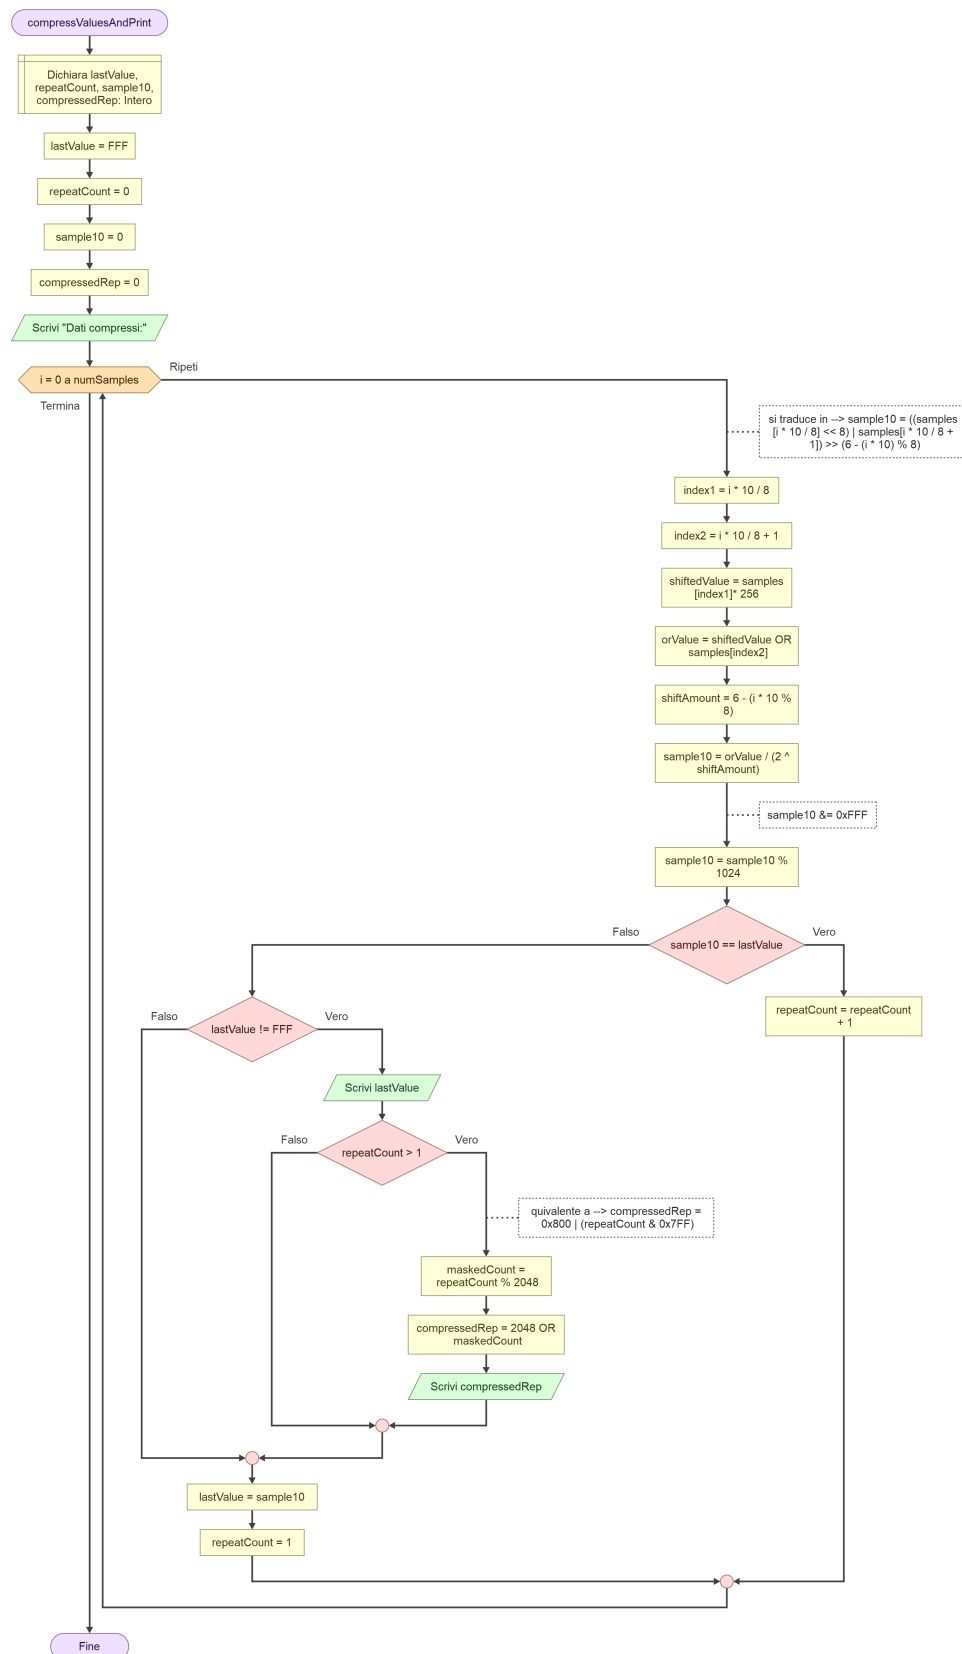 compressValuesAndPrint
Dichiara lastValue,
repeatCount, sample10,
compressedRep: Intero
lastValue = FFF
repeatCount = 0
sample10 = 0
compressedRep = 0
Scrivi "Dati compressi:"
i = 0 a numSamples
Ripeti
Termina
si traduce in --> sample10 = ((samples
[i * 10 / 8] << 8) | samples[i * 10 / 8 +
1]) >> (6 - (i * 10) % 8)
index1 = i * 10 / 8
index2 = i * 10 / 8 + 1
shiftedValue = samples
[index1]* 256
orValue = shiftedValue OR
samples[index2]
shiftAmount = 6 - (i * 10 %
8)
sample10 = orValue / (2 ^
shiftAmount)
sample10 &= 0xFFF
sample10 = sample10 %
1024
sample10 == lastValue
Falso
Vero
repeatCount = repeatCount
+ 1
lastValue != FFF
Falso
Vero
Scrivi lastValue
repeatCount > 1
Falso
Vero
quivalente a --> compressedRep =
0x800 | (repeatCount & 0x7FF)
maskedCount =
repeatCount % 2048
compressedRep = 2048 OR
maskedCount
Scrivi compressedRep
lastValue = sample10
repeatCount = 1
Fine